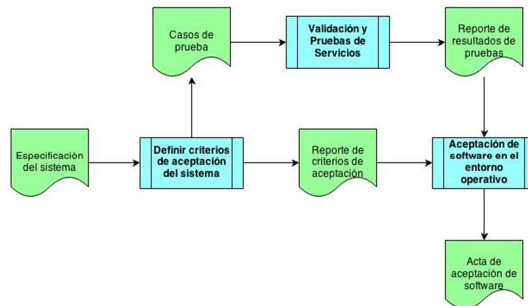 Casos de
prueba
Validación y
Pruebas de
Servicios
Reporte de
resultados de
pruebas
Especificación
del sistema
Definir criterios
de aceptación
del sistema
Reporte de
criterios de
aceptación
Aceptación de
software en el
entorno
operativo
Acta de
aceptación de
software